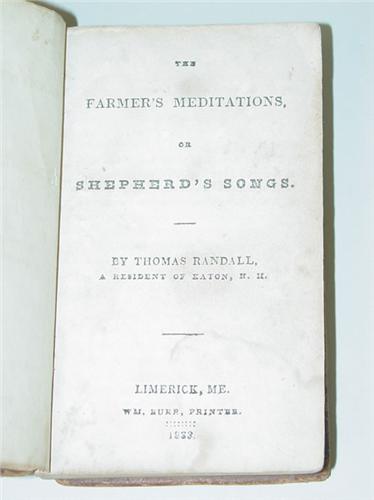 THE
FARMER'S MEDITATIONS,
OR
SHEPHERD'S SONGS.
BY THOMAS RANDALL,
A RESIDENT OF EATON, N. H.
LIMERICK, ME.
WM. BURR, PRINTER.
1833.